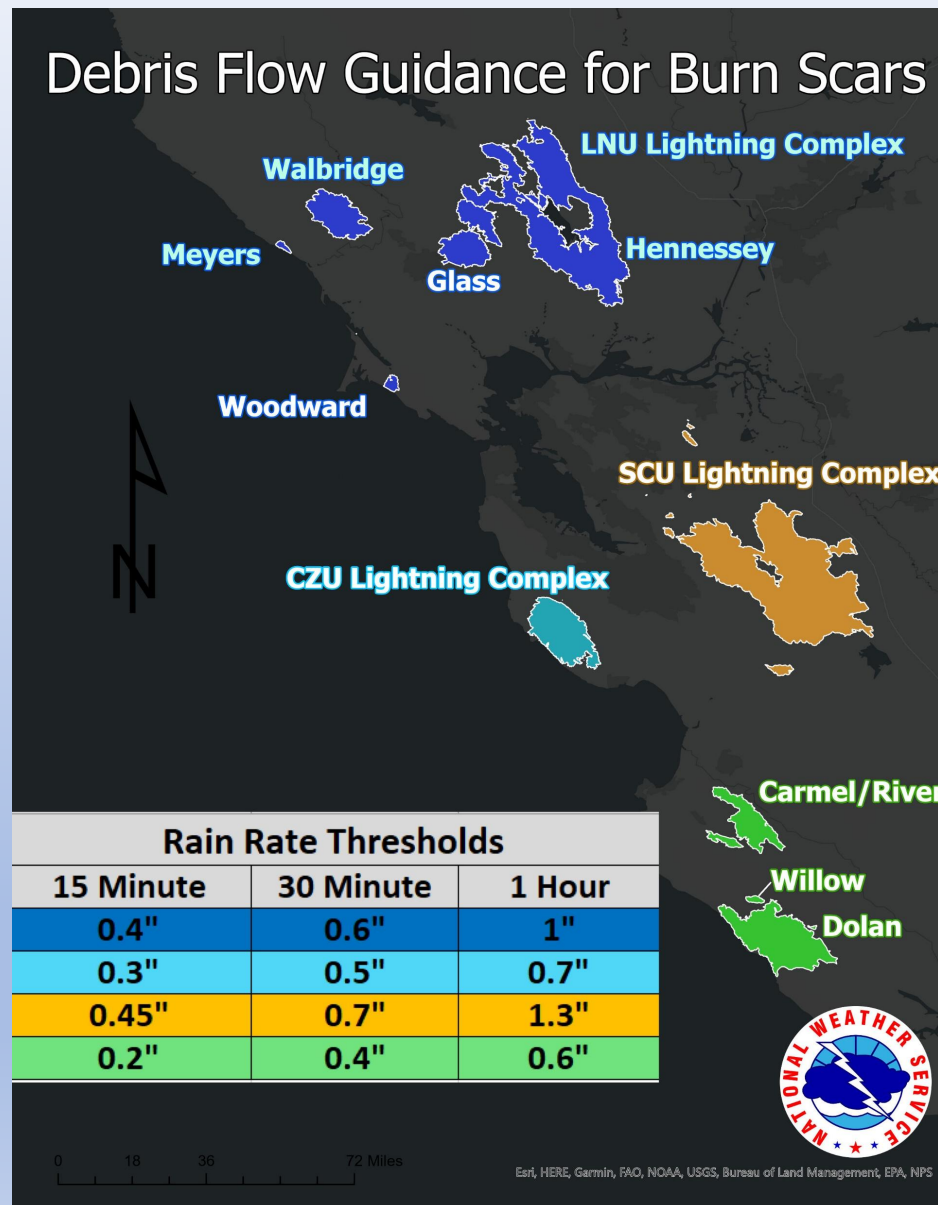 Debris Flow Guidance for Burn Scars
LNU Lightning Complex
Walbridge
Meyers
Hennessey
Glass
Woodward
SCU Lightning Complex
CZU Lightning Complex
N
Carmel/River
Willow
Dolan
Rain Rate Thresholds
15 Minute 30 Minute 1 Hour
0.4" 0.6" 1"
0.3" 0.5" 0.7"
0.45" 0.7" 1.3"
0.2" 0.4" 0.6"
NATIONAL WEATHER SERVICE
0 18 36 72 Miles
Esri, HERE, Garmin, FAO, NOAA, USGS, Bureau of Land Management, EPA, NPS